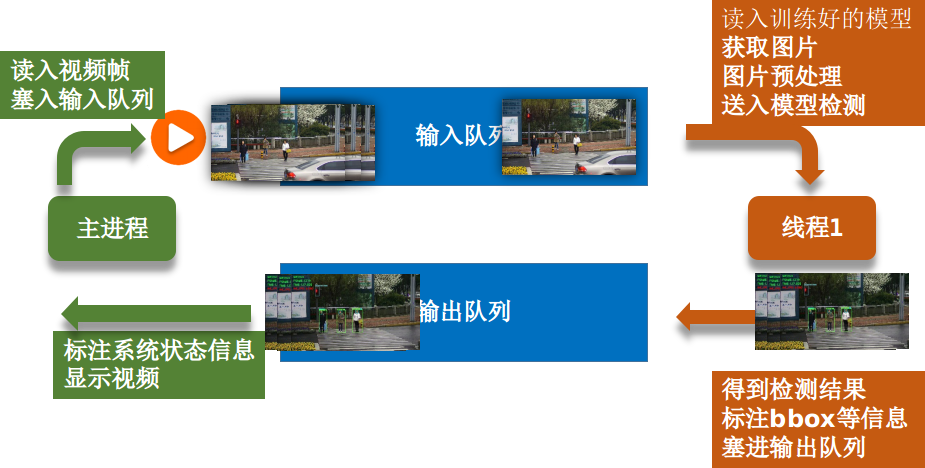 读入训练好的模型
获取图片
图片预处理
送入模型检测
读入视频帧
塞入输入队列
输入队列
主进程
线程1
输出队列
标注系统状态信息
显示视频
得到检测结果
标注bbox等信息
塞进输出队列